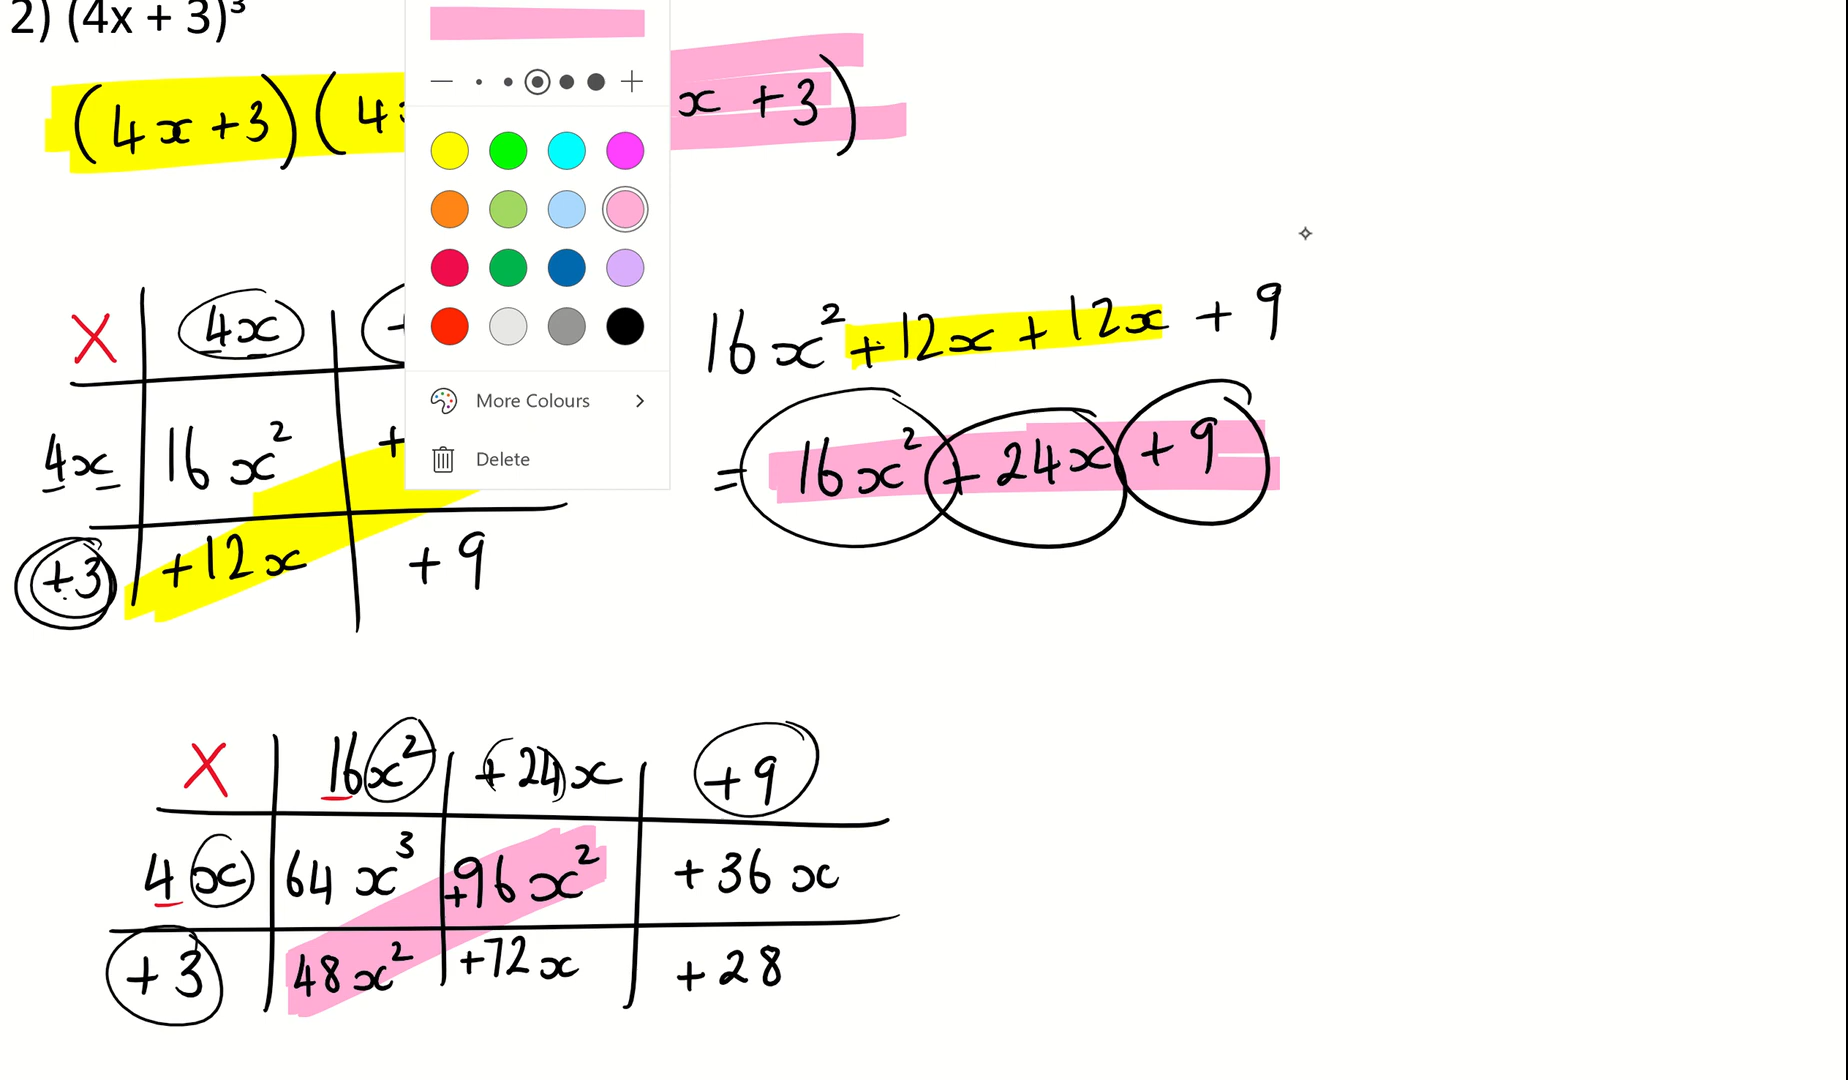 2) (4x + 3)³
(4x + 3)(4x x + 3)
More Colours
Delete
X 4x
4x 16x² +
+3 +12x +9
16x² + 12x + 12x + 9
= 16x² + 24x + 9
X 16x² +24x +9
4x 64x³ +96x² +36x
+3 48x² +72x +28